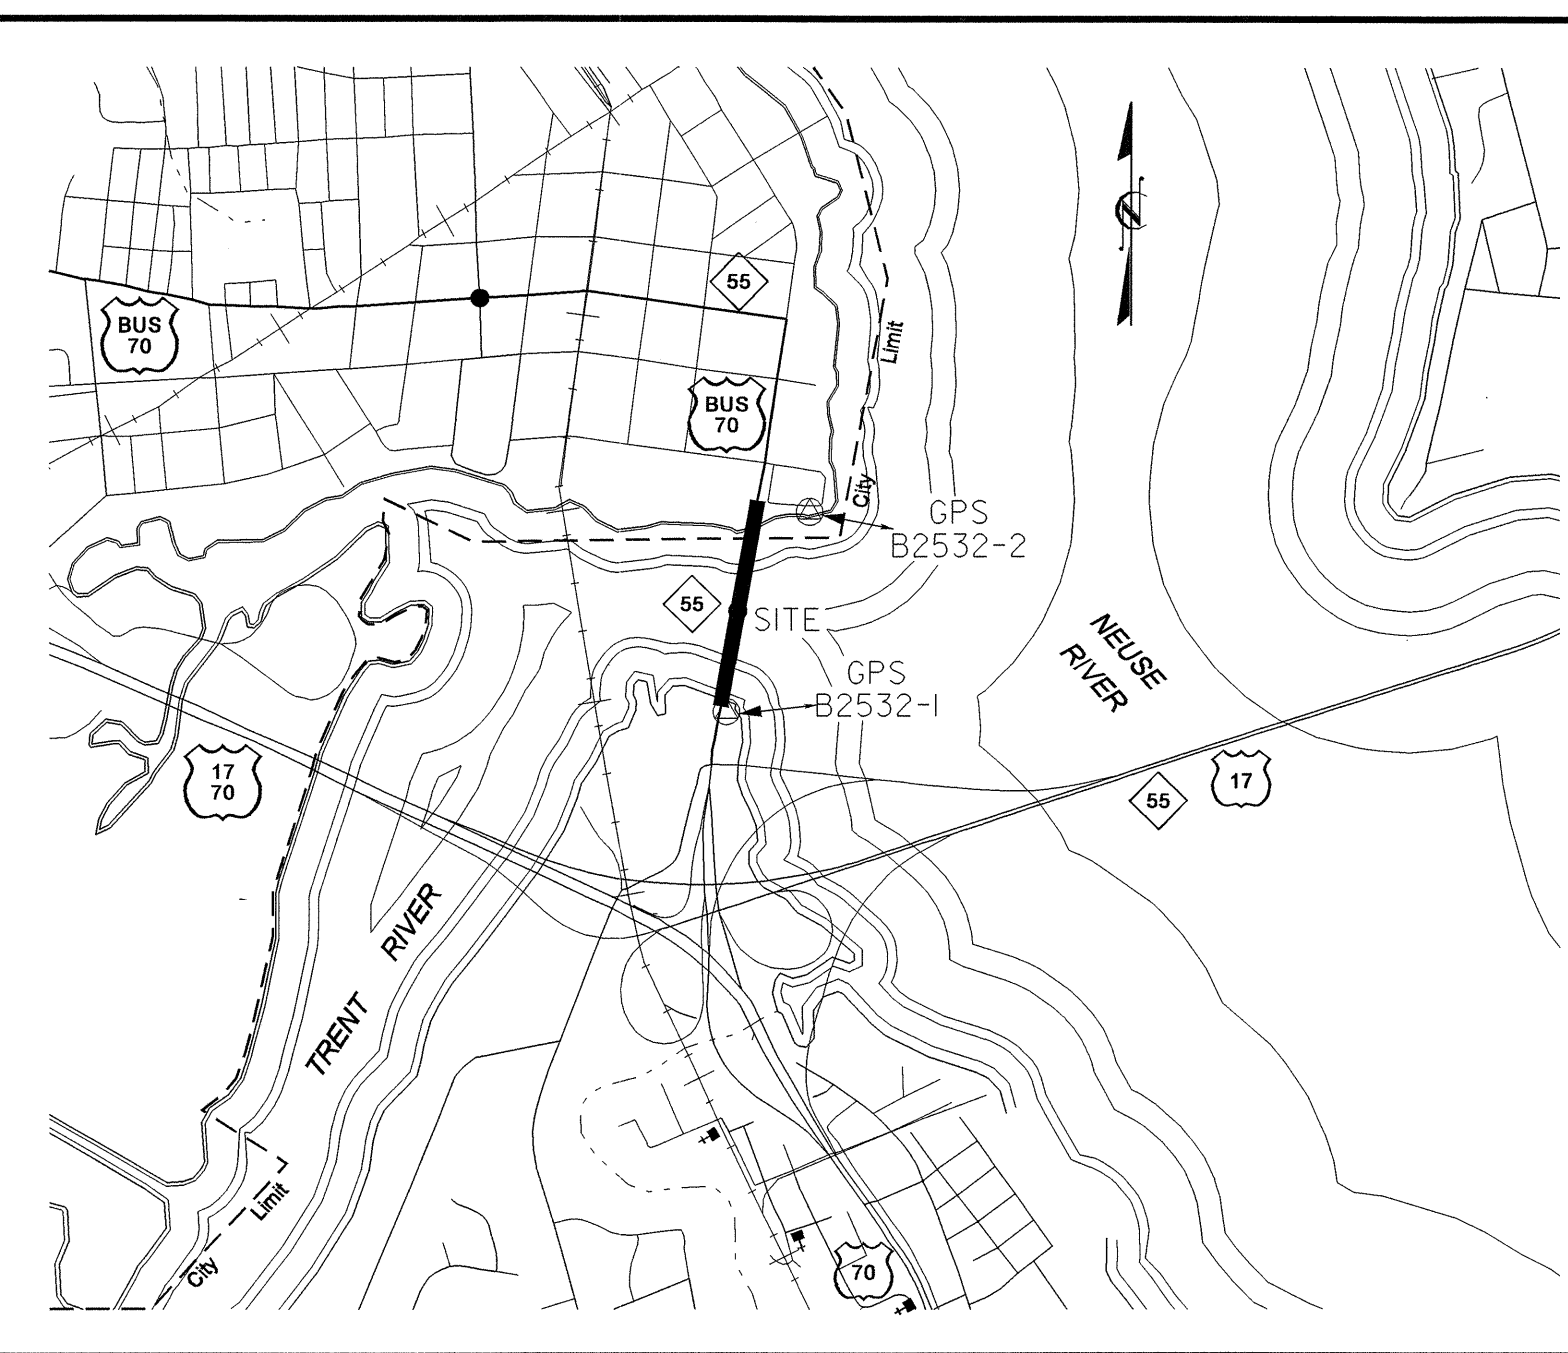 55
BUS
70
Limit
BUS
70
City
GPS
B2532-2
55
SITE
NEUSE
RIVER
GPS
B2532-1
17
70
17
55
RIVER
TRENT
Limit
City
70
N